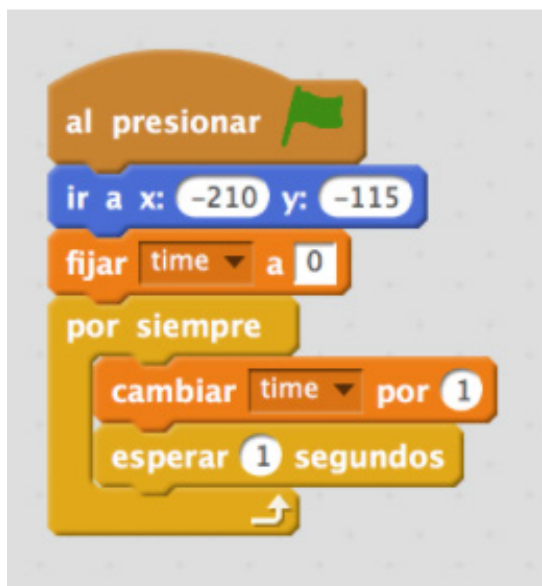 al presionar
ir a x: -210 y: -115
fijar time a 0
por siempre
cambiar time por 1
esperar 1 segundos